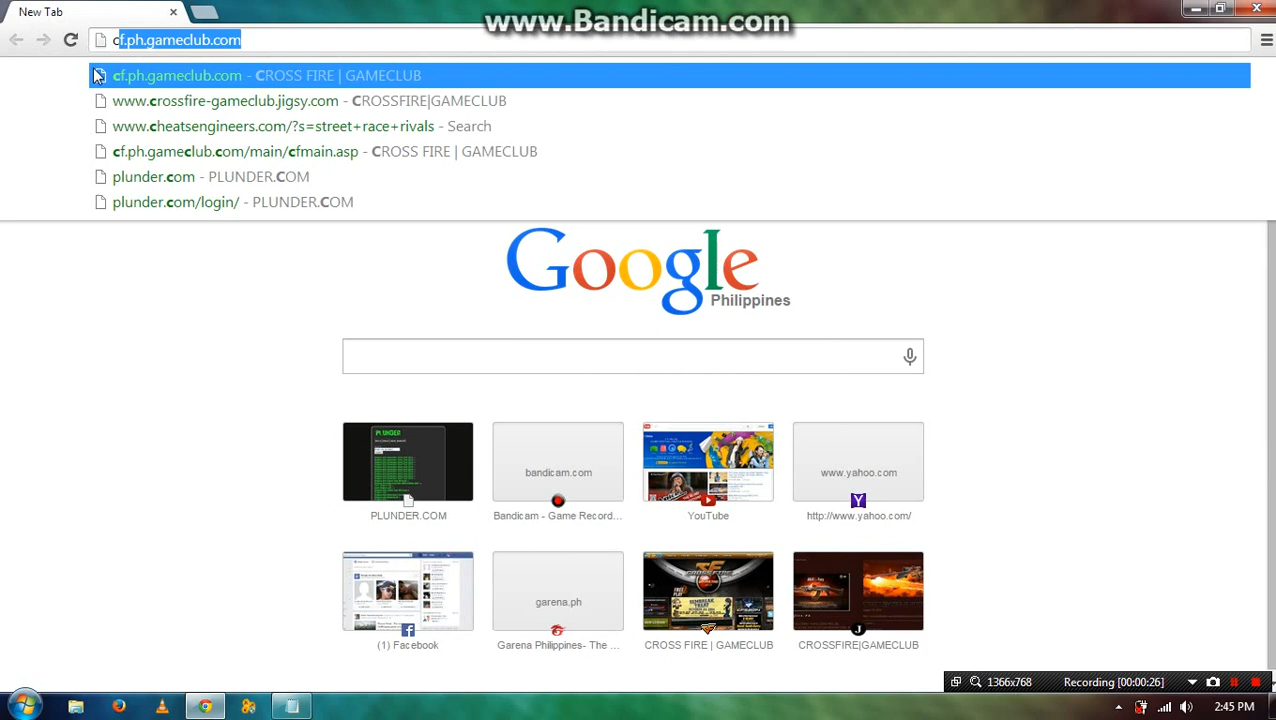 www.Bandicam.com
New Tab
cf.ph.gameclub.com
cf.ph.gameclub.com - CROSS FIRE | GAMECLUB
www.crossfire-gameclub.jigsy.com - CROSSFIRE|GAMECLUB
www.cheatsengineers.com/?s=street+race+rivals - Search
cf.ph.gameclub.com/main/cfmain.asp - CROSS FIRE | GAMECLUB
plunder.com - PLUNDER.COM
plunder.com/login/ - PLUNDER.COM
Google
Philippines
PLUNDER
bandicam.com
www.yahoo.com
PLUNDER.COM
Bandicam - Game Record...
YouTube
http://www.yahoo.com/
garena.ph
CROSSFIRE
(1) Facebook
Garena Philippines- The ...
CROSS FIRE | GAMECLUB
CROSSFIRE|GAMECLUB
1366x768
Recording [00:00:26]
2:45 PM